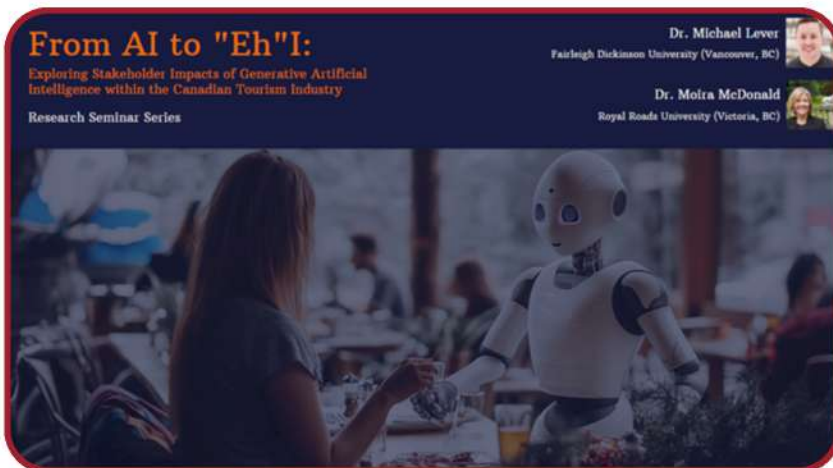 From AI to "Eh"I:
Exploring Stakeholder Impacts of Generative Artificial
Intelligence within the Canadian Tourism Industry
Research Seminar Series
Dr. Michael Lever
Fairleigh Dickinson University (Vancouver, BC)
Dr. Moira McDonald
Royal Roads University (Victoria, BC)